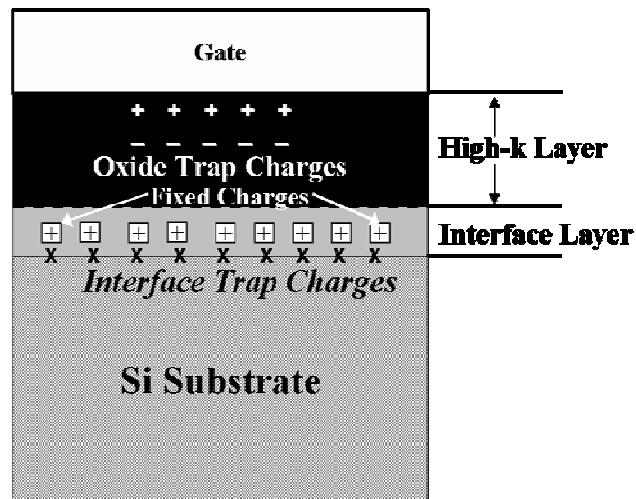 Gate
+ + + + +
– – – – –
Oxide Trap Charges
Fixed Charges
High-k Layer
+ + + + + + + + +
Interface Layer
x x x x x x x x x
Interface Trap Charges
Si Substrate